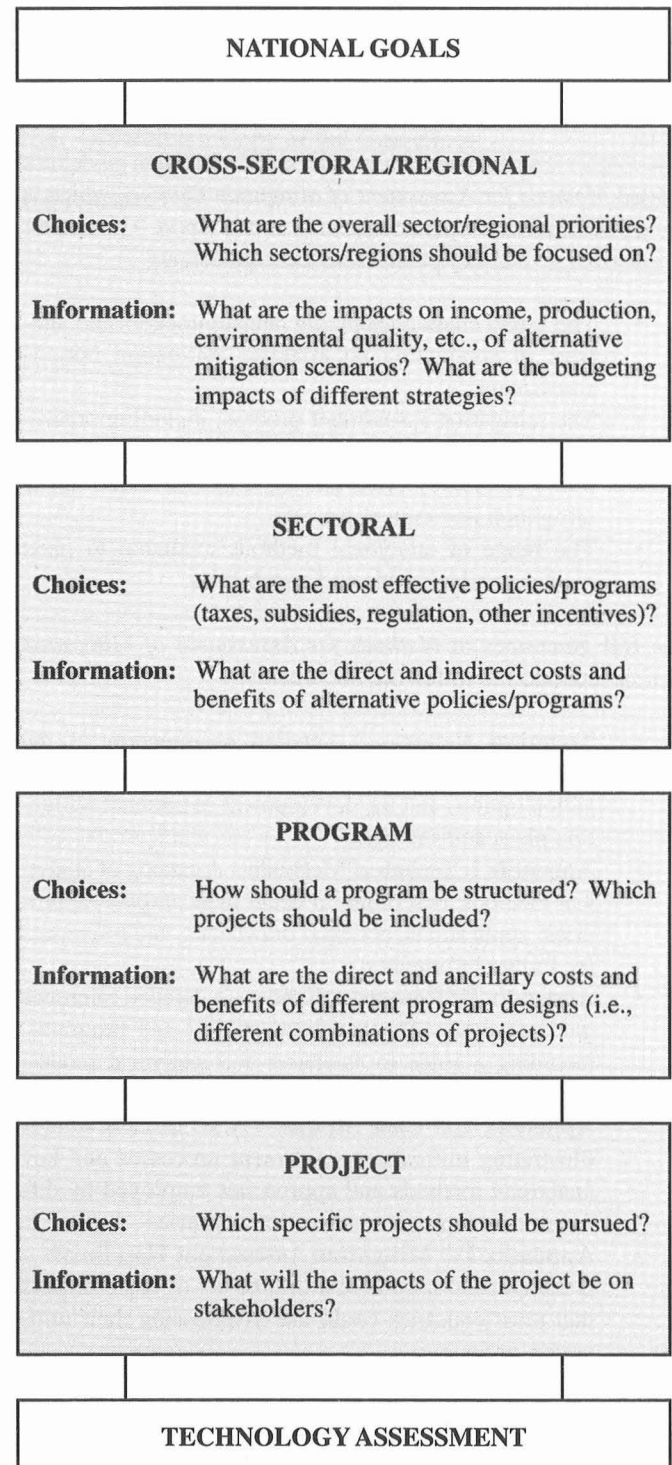 NATIONAL GOALS
CROSS-SECTORAL/REGIONAL
Choices: What are the overall sector/regional priorities?
Which sectors/regions should be focused on?
Information: What are the impacts on income, production,
environmental quality, etc., of alternative
mitigation scenarios? What are the budgeting
impacts of different strategies?
SECTORAL
Choices: What are the most effective policies/programs
(taxes, subsidies, regulation, other incentives)?
Information: What are the direct and indirect costs and
benefits of alternative policies/programs?
PROGRAM
Choices: How should a program be structured? Which
projects should be included?
Information: What are the direct and ancillary costs and
benefits of different program designs (i.e.,
different combinations of projects)?
PROJECT
Choices: Which specific projects should be pursued?
Information: What will the impacts of the project be on
stakeholders?
TECHNOLOGY ASSESSMENT